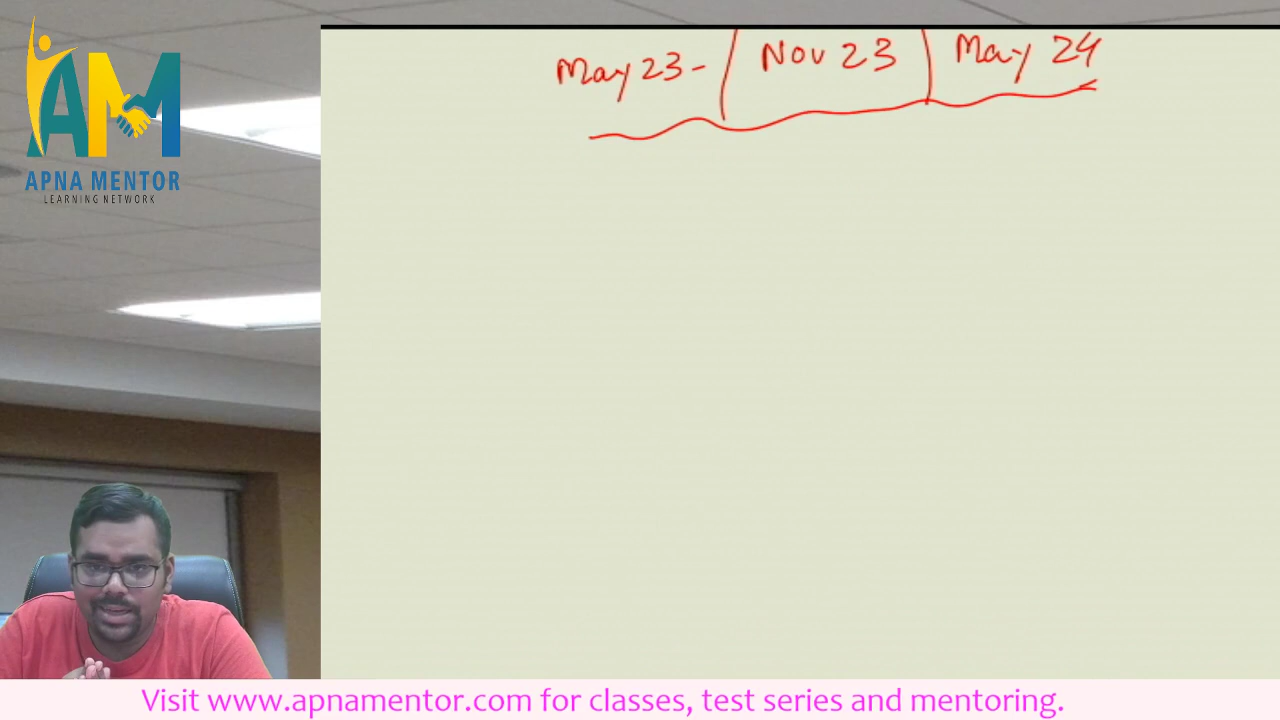 May 23 - Nov 23 May 24
AM
APNA MENTOR
LEARNING NETWORK
Visit www.apnamentor.com for classes, test series and mentoring.